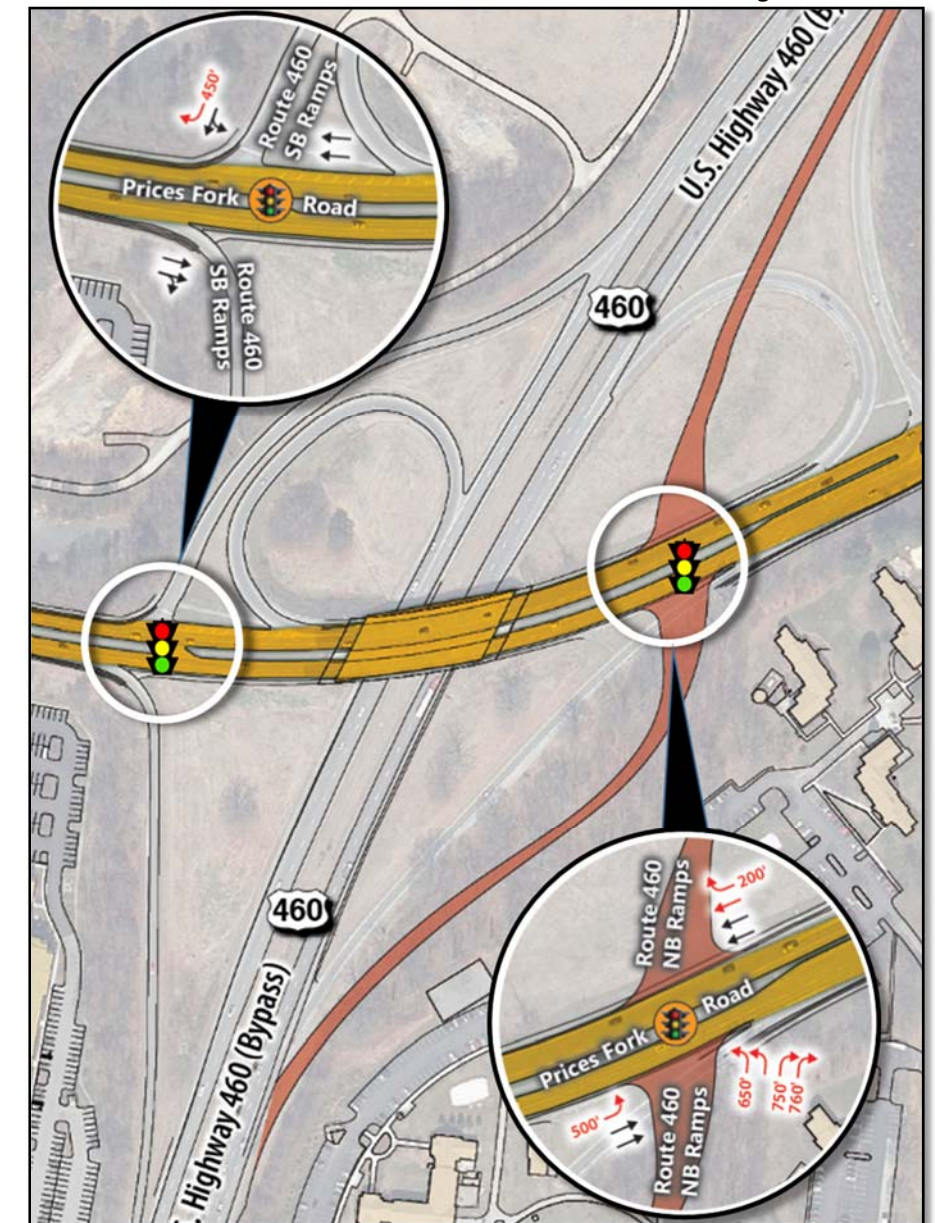 U.S. Highway 460 (By
450'
Route 460
SB Ramps
Prices Fork Road
Route 460
SB Ramps
460
460
. Highway 460 (Bypass)
Route 460
NB Ramps
200'
Prices Fork Road
500'
650'
750'
760'
Route 460
NB Ramps